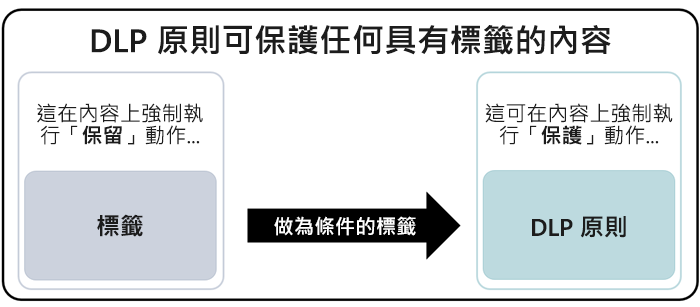 DLP 原則可保護任何具有標籤的內容
這在內容上強制執
行「保留」動作...
標籤
做為條件的標籤
這可在內容上強制執
行「保護」動作...
DLP 原則